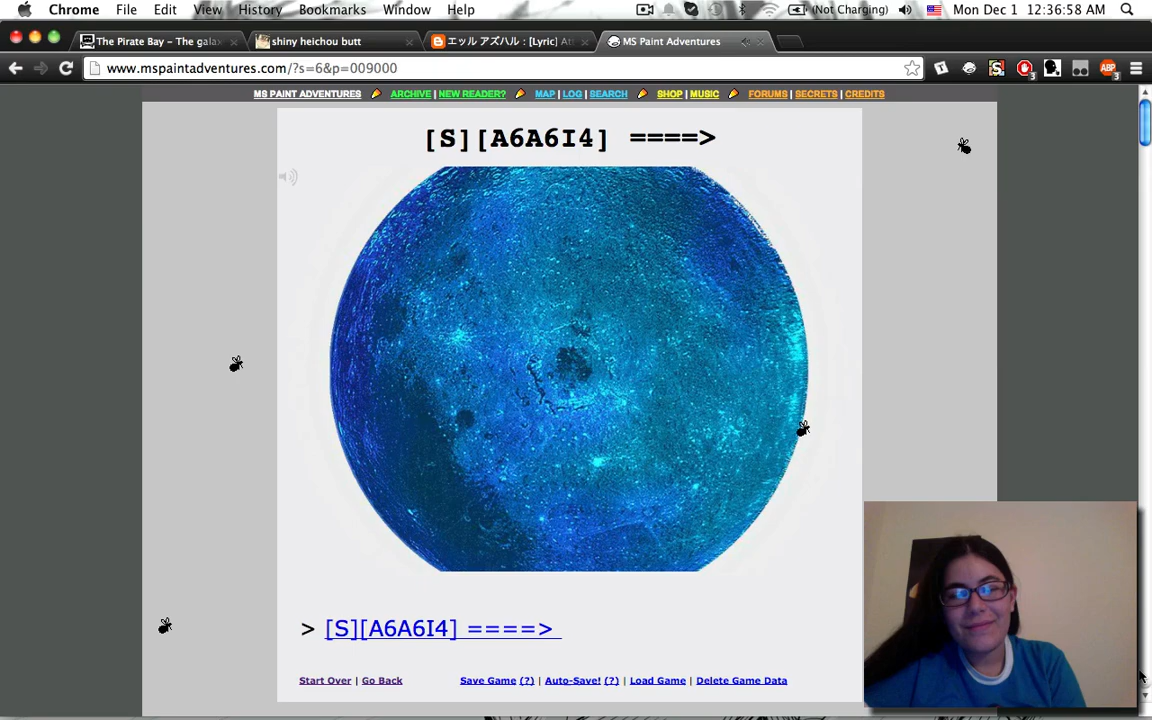 Chrome File Edit View History Bookmarks Window Help (Not Charging) Mon Dec 1 12:36:58 AM
The Pirate Bay – The gala
shiny heichou butt
エッル アズハル : [Lyric] At
MS Paint Adventures
www.mspaintadventures.com/?s=6&p=009000
MS PAINT ADVENTURES ARCHIVE | NEW READER? MAP | LOG | SEARCH SHOP | MUSIC FORUMS | SECRETS | CREDITS
[S][A6A6I4] ====>
> [S][A6A6I4] ====>
Start Over | Go Back Save Game (?) | Auto-Save! (?) | Load Game | Delete Game Data